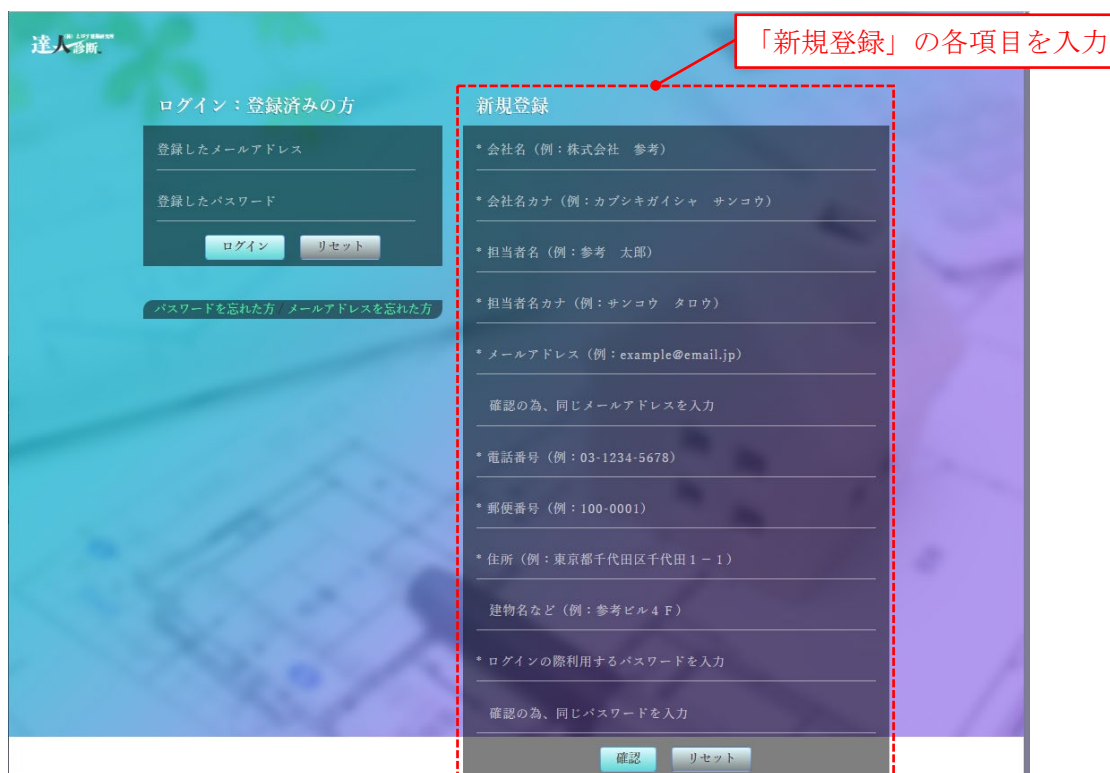 「新規登録」の各項目を入力
達人診断
ログイン：登録済みの方
登録したメールアドレス
登録したパスワード
ログイン リセット
パスワードを忘れた方 / メールアドレスを忘れた方
新規登録
* 会社名（例：株式会社　参考）
* 会社名カナ（例：カブシキガイシャ　サンコウ）
* 担当者名（例：参考　太郎）
* 担当者名カナ（例：サンコウ　タロウ）
* メールアドレス（例：example@email.jp）
確認の為、同じメールアドレスを入力
* 電話番号（例：03-1234-5678）
* 郵便番号（例：100-0001）
* 住所（例：東京都千代田区千代田１－１）
建物名など（例：参考ビル４Ｆ）
* ログインの際利用するパスワードを入力
確認の為、同じパスワードを入力
確認 リセット